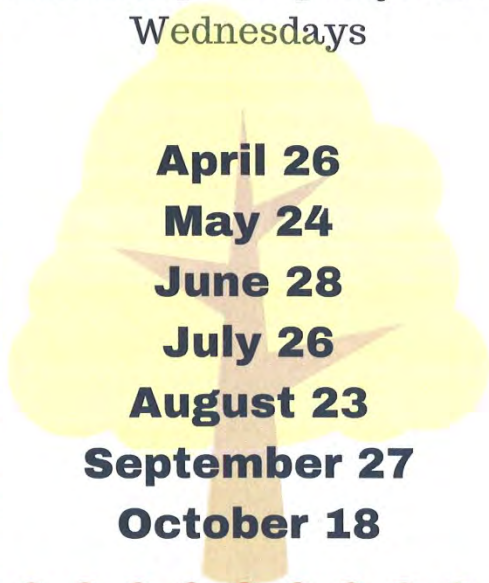 Wednesdays
April 26
May 24
June 28
July 26
August 23
September 27
October 18